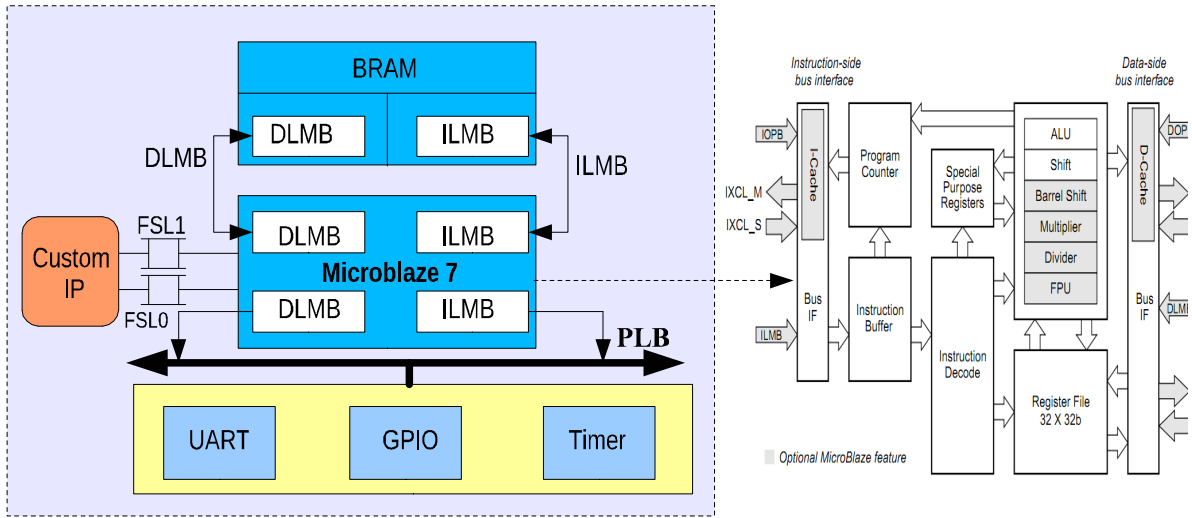 BRAM
DLMB
ILMB
DLMB
ILMB
FSL1
Custom
IP
FSL0
DLMB
ILMB
Microblaze 7
DLMB
ILMB
PLB
UART
GPIO
Timer
Instruction-side
bus interface
Data-side
bus interface
IOPB
I-Cache
IXCL_M
IXCL_S
Bus
IF
ILMB
Program
Counter
Special
Purpose
Registers
ALU
Shift
Barrel Shift
Multiplier
Divider
FPU
D-Cache
DOP
Bus
IF
DLMB
Instruction
Buffer
Instruction
Decode
Register File
32 X 32b
Optional MicroBlaze feature